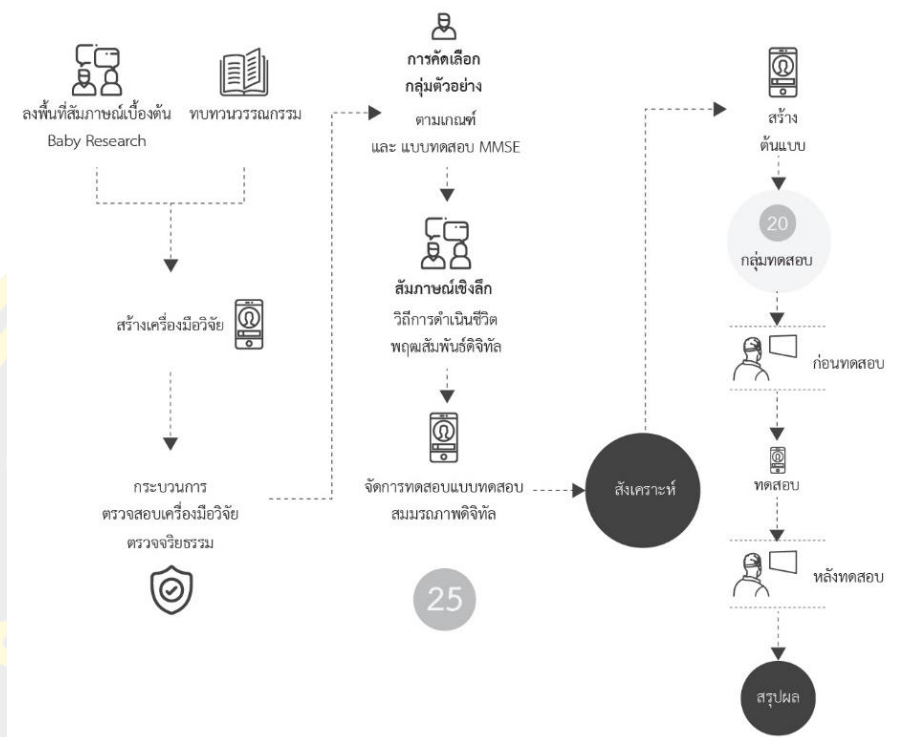 ลงพื้นที่สัมภาษณ์เบื้องต้น
Baby Research
ทบทวนวรรณกรรม
สร้างเครื่องมือวิจัย
กระบวนการ
ตรวจสอบเครื่องมือวิจัย
ตรวจจริยธรรม
การคัดเลือก
กลุ่มตัวอย่าง
ตามเกณฑ์
และ แบบทดสอบ MMSE
สัมภาษณ์เชิงลึก
วิถีการดำเนินชีวิต
พฤฒสัมพันธ์ดิจิทัล
จัดการทดสอบแบบทดสอบ
สมมรถภาพดิจิทัล
25
สังเคราะห์
สร้าง
ต้นแบบ
20
กลุ่มทดสอบ
ก่อนทดสอบ
ทดสอบ
หลังทดสอบ
สรุปผล